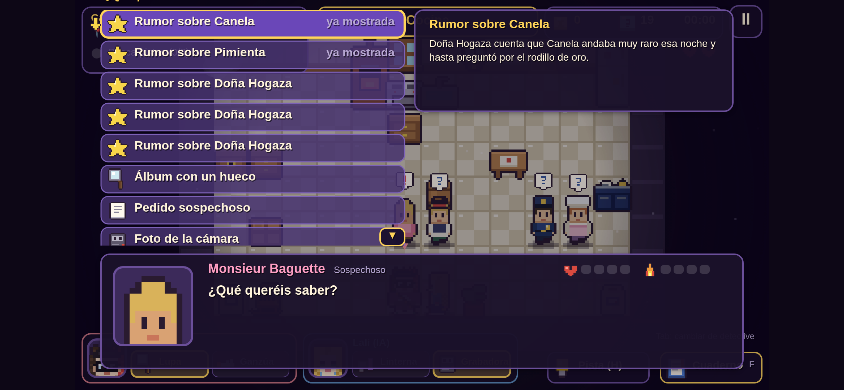 Rumor sobre Canela ya mostrada
Rumor sobre Pimienta ya mostrada
Rumor sobre Doña Hogaza
Rumor sobre Doña Hogaza
Rumor sobre Doña Hogaza
Álbum con un hueco
Pedido sospechoso
Foto de la cámara
Rumor sobre Canela
Doña Hogaza cuenta que Canela andaba muy raro esa noche y
hasta preguntó por el rodillo de oro.
Monsieur Baguette Sospechoso
¿Qué queréis saber?
F